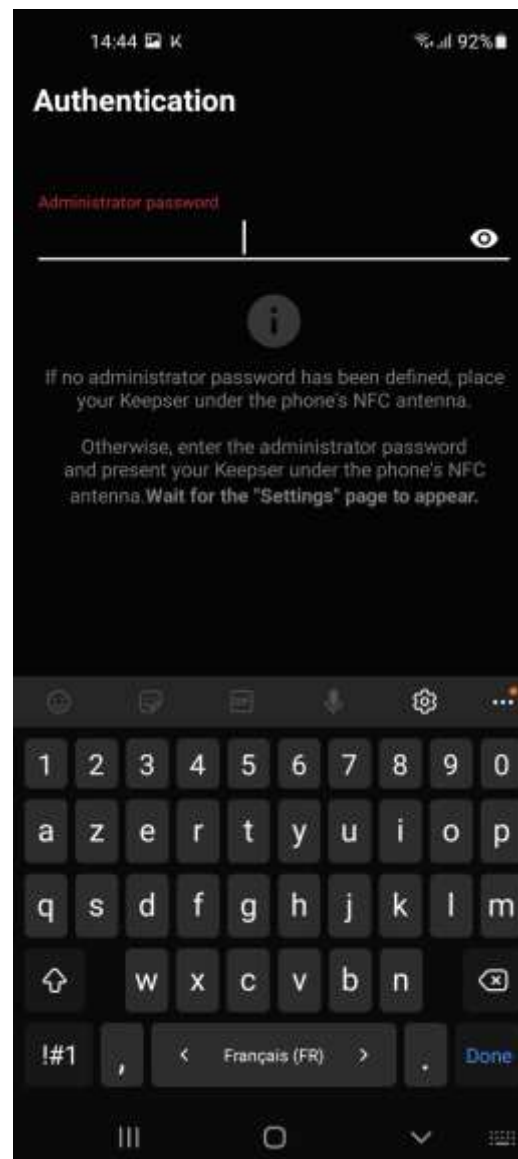 14:44 K 92%
Authentication
Administrator password
If no administrator password has been defined, place
your Keepser under the phone's NFC antenna.
Otherwise, enter the administrator password
and present your Keepser under the phone's NFC
antenna.Wait for the "Settings" page to appear.
1 2 3 4 5 6 7 8 9 0
a z e r t y u i o p
q s d f g h j k l m
w x c v b n
!#1 , < Français (FR) > . Done